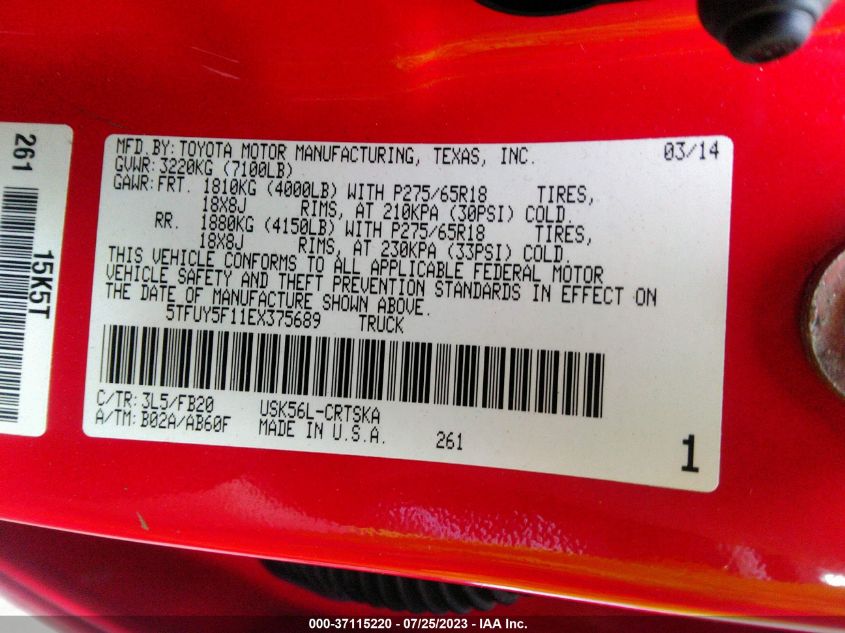 MFD.BY: TOYOTA MOTOR MANUFACTURING, TEXAS, INC. 03/14
GVWR: 3220KG (7100LB)
GAWR: FRT. 1810KG (4000LB) WITH P275/65R18 TIRES,
18X8J RIMS, AT 210KPA (30PSI) COLD.
RR. 1880KG (4150LB) WITH P275/65R18 TIRES,
18X8J RIMS, AT 230KPA (33PSI) COLD.
THIS VEHICLE CONFORMS TO ALL APPLICABLE FEDERAL MOTOR
VEHICLE SAFETY AND THEFT PREVENTION STANDARDS IN EFFECT ON
THE DATE OF MANUFACTURE SHOWN ABOVE.
5TFUY5F11EX375689 TRUCK
C/TR: 3L5/FB20 USK56L-CRTSKA
A/TM: B02A/AB60F MADE IN U.S.A. 261
1
261
15K5T
000-37115220 - 07/25/2023 - IAA Inc.